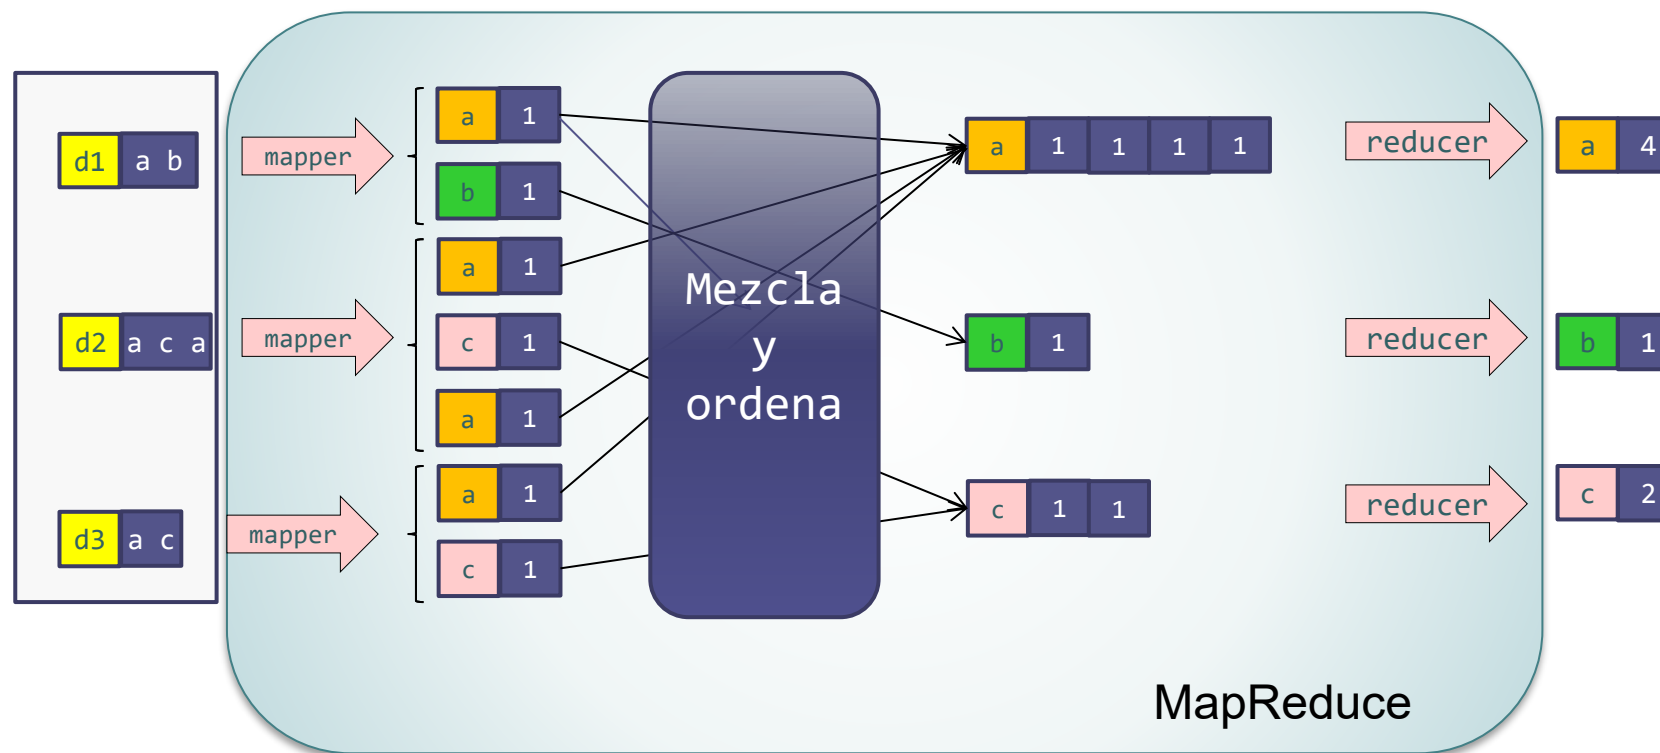 d1 a b
mapper
a 1
b 1
d2 a c a
mapper
a 1
c 1
a 1
d3 a c
mapper
a 1
c 1
Mezcla
y
ordena
a 1 1 1 1
reducer
a 4
b 1
reducer
b 1
c 1 1
reducer
c 2
MapReduce